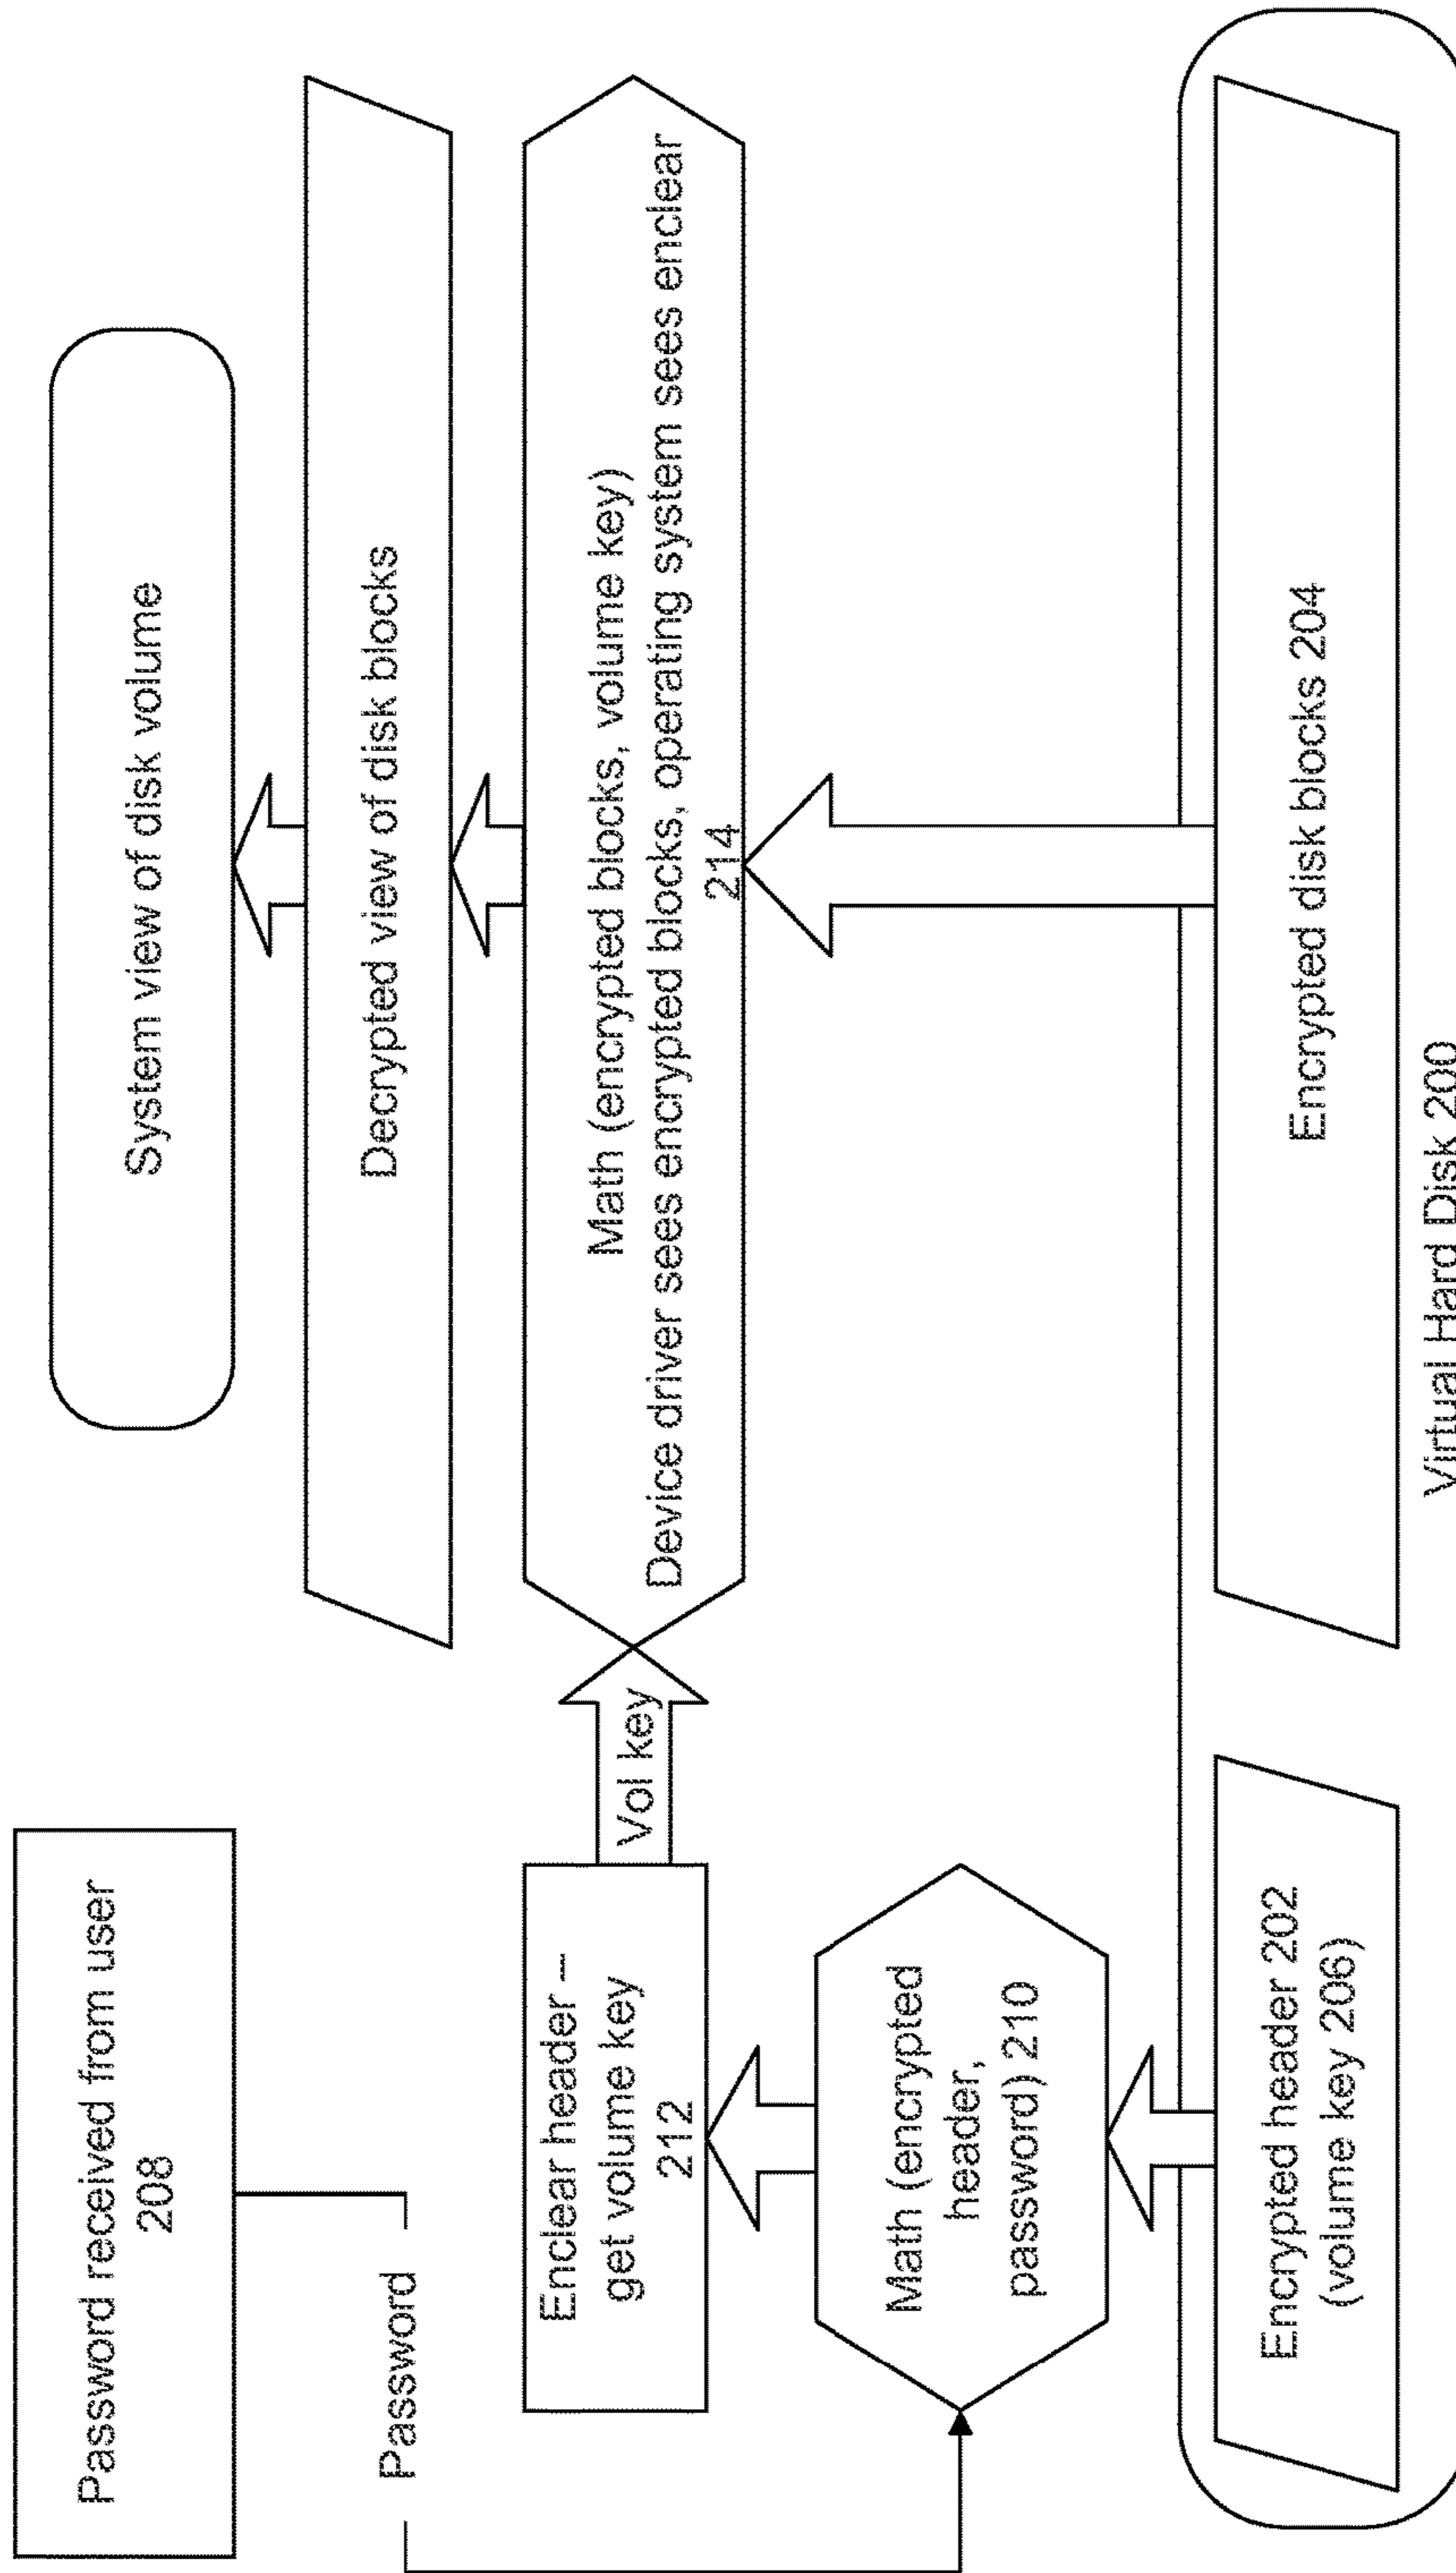 Password received from user
208
System view of disk volume
Password
Decrypted view of disk blocks
Enclear header –
get volume key
212
Vol key
Math (encrypted blocks, volume key)
Device driver sees encrypted blocks, operating system sees enclear
214
Math (encrypted
header,
password) 210
Encrypted header 202
(volume key 206)
Encrypted disk blocks 204
Virtual Hard Disk 200